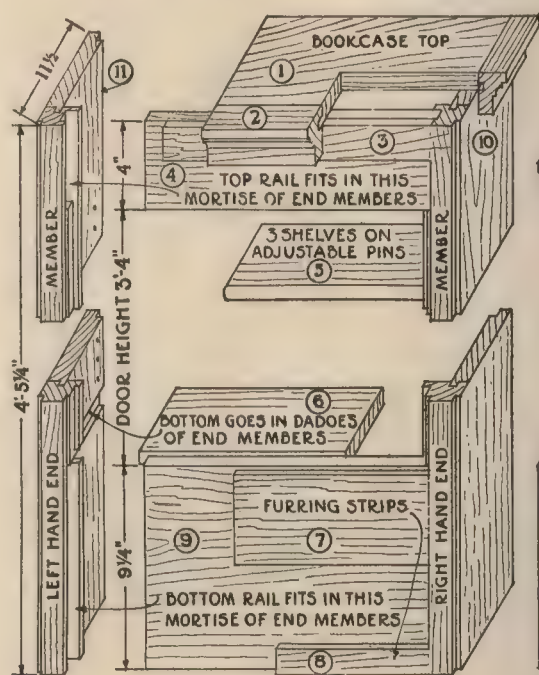 11½
11
BOOKCASE TOP
1
2
3
10
4
4"
TOP RAIL FITS IN THIS
MORTISE OF END MEMBERS
MEMBER
MEMBER
3 SHELVES ON
ADJUSTABLE PINS
5
DOOR HEIGHT 3'-4"
4'-5¼"
6
BOTTOM GOES IN DADOES
OF END MEMBERS
LEFT HAND END
RIGHT HAND END
FURRING STRIPS
9
7
9¼"
BOTTOM RAIL FITS IN THIS
MORTISE OF END MEMBERS
8